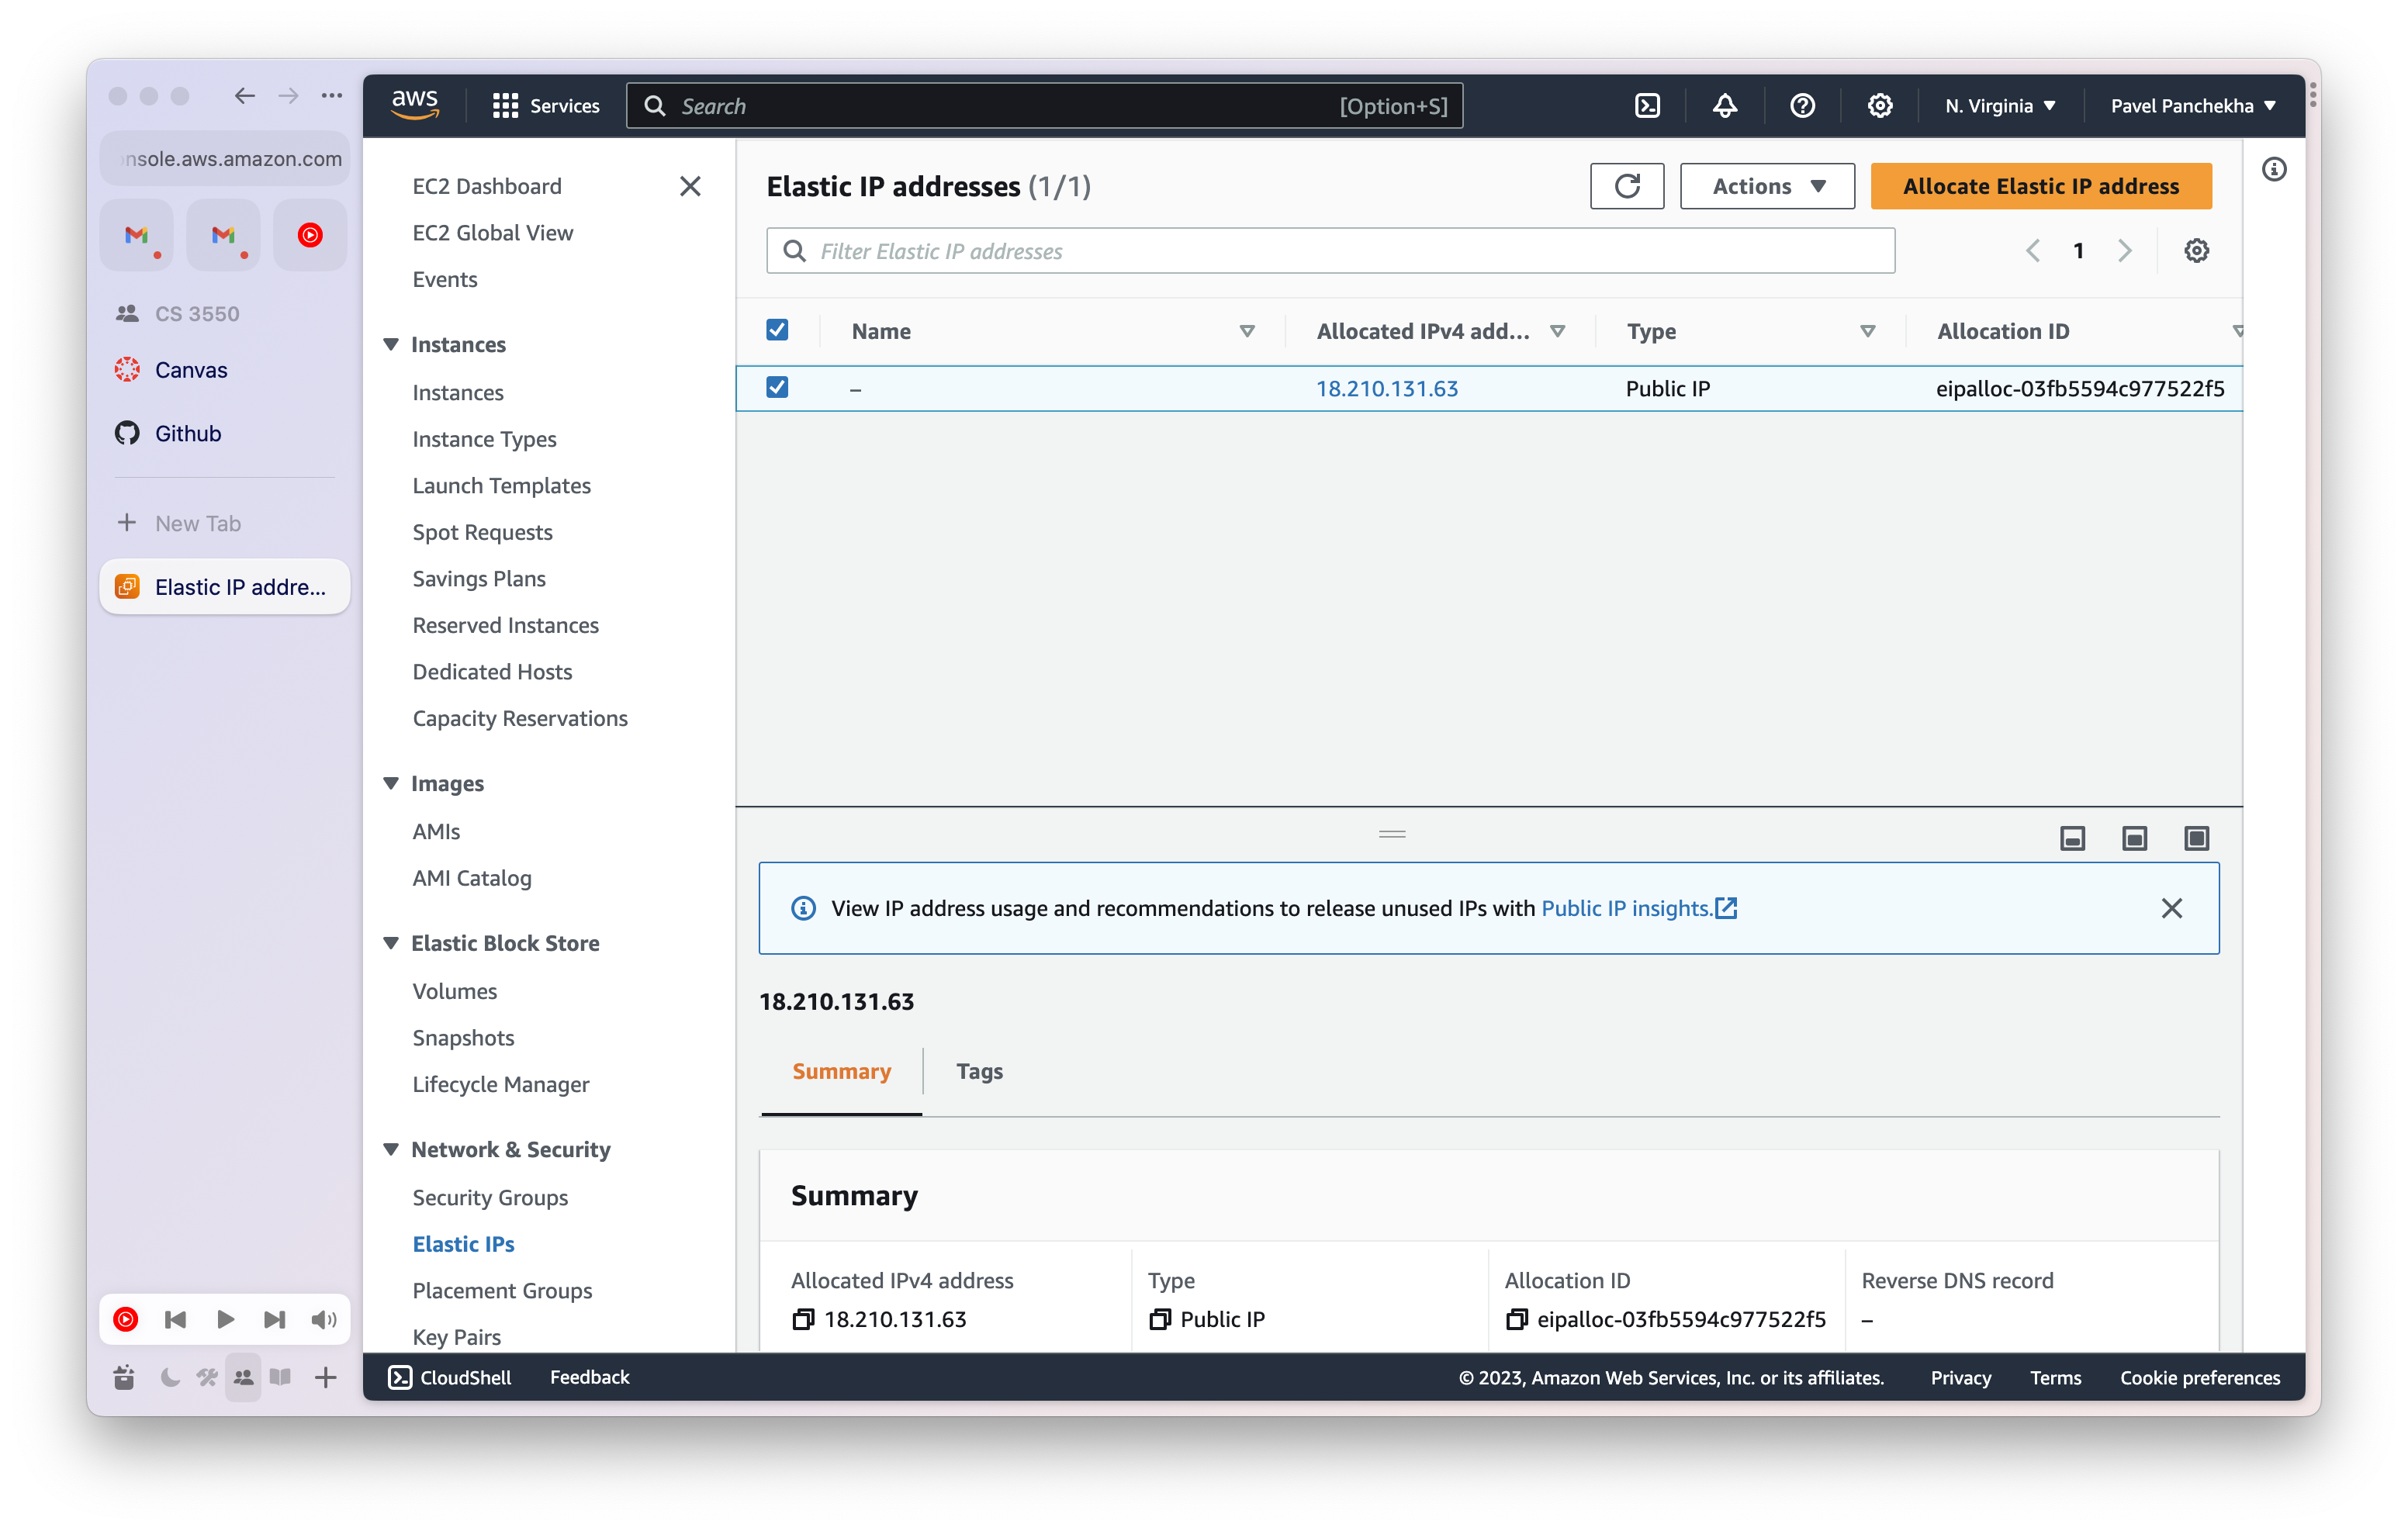 nsole.aws.amazon.com
CS 3550
Canvas
Github
New Tab
Elastic IP addre...
aws
Services
Search
[Option+S]
N. Virginia
Pavel Panchekha
EC2 Dashboard
EC2 Global View
Events
Instances
Instances
Instance Types
Launch Templates
Spot Requests
Savings Plans
Reserved Instances
Dedicated Hosts
Capacity Reservations
Images
AMIs
AMI Catalog
Elastic Block Store
Volumes
Snapshots
Lifecycle Manager
Network & Security
Security Groups
Elastic IPs
Placement Groups
Key Pairs
Elastic IP addresses (1/1)
Actions
Allocate Elastic IP address
Filter Elastic IP addresses
1
Name
Allocated IPv4 add...
Type
Allocation ID
–
18.210.131.63
Public IP
eipalloc-03fb5594c977522f5
View IP address usage and recommendations to release unused IPs with Public IP insights.
18.210.131.63
Summary
Tags
Summary
Allocated IPv4 address
18.210.131.63
Type
Public IP
Allocation ID
eipalloc-03fb5594c977522f5
Reverse DNS record
–
CloudShell
Feedback
© 2023, Amazon Web Services, Inc. or its affiliates.
Privacy
Terms
Cookie preferences